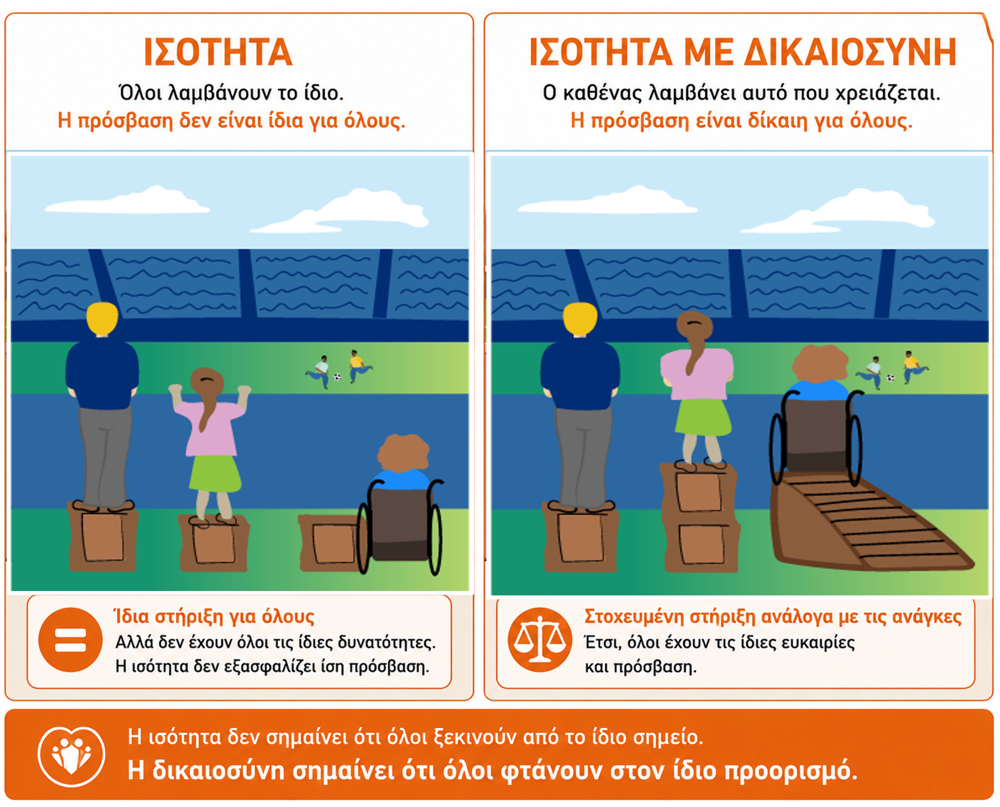 ΙΣΟΤΗΤΑ
Όλοι λαμβάνουν το ίδιο.
Η πρόσβαση δεν είναι ίδια για όλους.
Ίδια στήριξη για όλους
Αλλά δεν έχουν όλοι τις ίδιες δυνατότητες.
Η ισότητα δεν εξασφαλίζει ίση πρόσβαση.
ΙΣΟΤΗΤΑ ΜΕ ΔΙΚΑΙΟΣΥΝΗ
Ο καθένας λαμβάνει αυτό που χρειάζεται.
Η πρόσβαση είναι δίκαιη για όλους.
Στοχευμένη στήριξη ανάλογα με τις ανάγκες
Έτσι, όλοι έχουν τις ίδιες ευκαιρίες
και πρόσβαση.
Η ισότητα δεν σημαίνει ότι όλοι ξεκινούν από το ίδιο σημείο.
Η δικαιοσύνη σημαίνει ότι όλοι φτάνουν στον ίδιο προορισμό.